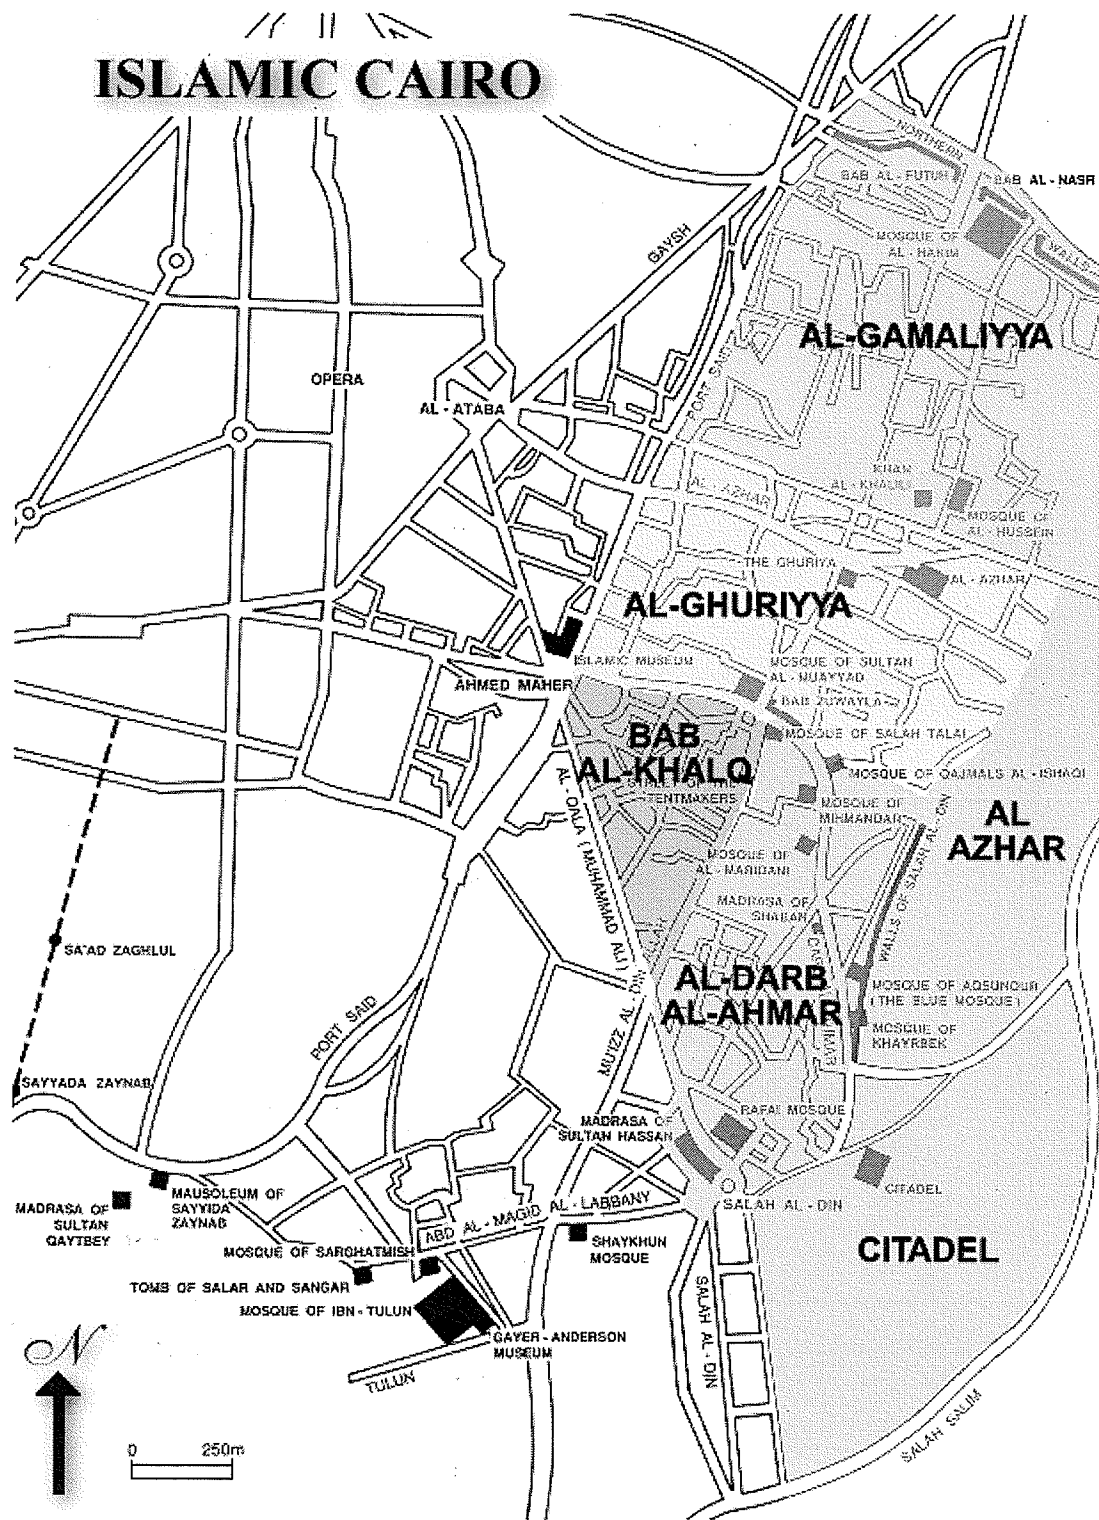 ISLAMIC CAIRO
NORTHERN
BAB AL - FUTUH
BAB AL - NASR
MOSQUE OF
AL - HAKIM
WALLS
GAYSH
AL-GAMALIYYA
OPERA
AL - ATABA
PORT SAID
KHAN
AL - KHALILI
AL - AZHAR
MOSQUE OF
AL - HUSSEIN
THE GHURIYA
AL - AZHAR
AL-GHURIYYA
ISLAMIC MUSEUM
MOSQUE OF SULTAN
AL - MUAYYAD
AHMED MAHER
BAB ZUWAYLA
BAB
AL-KHALQ
MOSQUE OF SALAH TALAI
MOSQUE OF QAJMALS AL - ISHAQI
TENTMAKERS
MOSQUE OF
MIHMANDAR
AL
AZHAR
AL - QALA ( MUHAMMAD ALI )
MOSQUE OF
AL - MARIDANI
WALLS OF SALAH AL - DIN
MADRASA OF
SHABAN
SA'AD ZAGHLUL
AL-DARB
AL-AHMAR
MOSQUE OF AQSUNQUR
(THE BLUE MOSQUE)
MOSQUE OF
KHAYRBEK
PORT SAID
MUIZZ AL - DIN
SAYYADA ZAYNAB
RAFAI MOSQUE
MADRASA OF
SULTAN HASSAN
CITADEL
MAUSOLEUM OF
SAYYIDA
ZAYNAB
MADRASA OF
SULTAN
QAYTBEY
ABD AL - MAGID AL - LABBANY
SALAH AL - DIN
SHAYKHUN
MOSQUE
MOSQUE OF SARGHATMISH
CITADEL
TOMB OF SALAR AND SANGAR
MOSQUE OF IBN - TULUN
GAYER - ANDERSON
MUSEUM
TULUN
SALAH AL - DIN
SALAH SALIM
N
0 250m